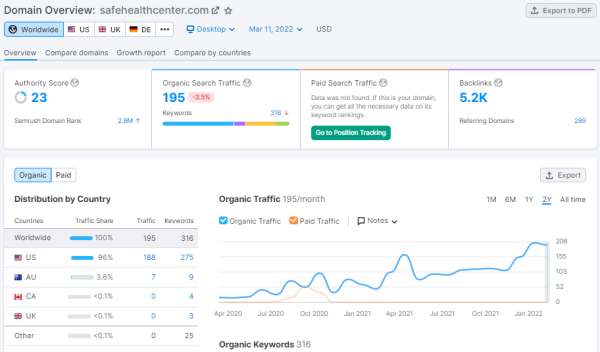 Domain Overview: safehealthcenter.com
Export to PDF
Worldwide US UK DE ••• Desktop Mar 11, 2022 USD
Overview Compare domains Growth report Compare by countries
Authority Score
23
Semrush Domain Rank 2.9M ↑
Organic Search Traffic
195 -3.5%
Keywords 316 ↓
Paid Search Traffic
Data was not found. If this is your domain,
you can get all the necessary data on its
keyword rankings.
Go to Position Tracking
Backlinks
5.2K
Referring Domains 289
Organic Paid
Export
Distribution by Country
Countries Traffic Share Traffic Keywords
Worldwide 100% 195 316
US 96% 188 275
AU 3.6% 7 9
CA <0.1% 0 4
UK <0.1% 0 3
Other <0.1% 0 25
Organic Traffic 195/month
1M 6M 1Y 2Y All time
Organic Traffic Paid Traffic Notes
206
155
103
52
0
Apr 2020 Jul 2020 Oct 2020 Jan 2021 Apr 2021 Jul 2021 Oct 2021 Jan 2022
Organic Keywords 316